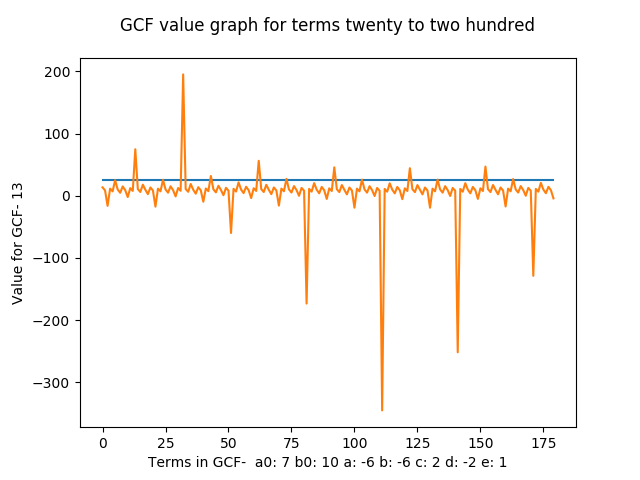 GCF value graph for terms twenty to two hundred
200
100
0
−100
−200
−300
Value for GCF- 13
0 25 50 75 100 125 150 175
Terms in GCF-  a0: 7 b0: 10 a: -6 b: -6 c: 2 d: -2 e: 1